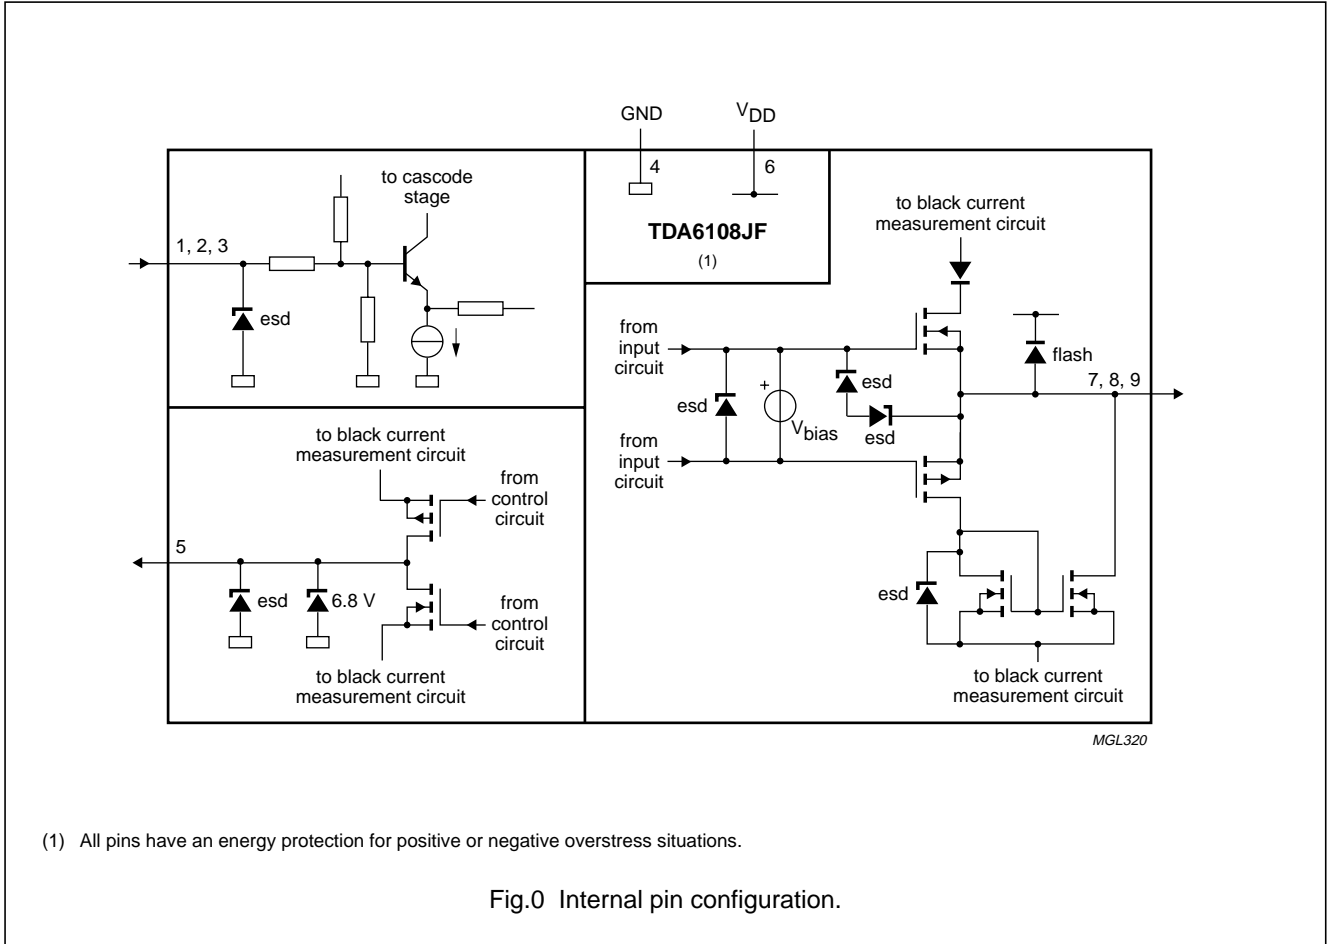 GND
VDD
4
6
TDA6108JF
(1)
to cascode
stage
1, 2, 3
esd
to black current
measurement circuit
from
input
circuit
flash
7, 8, 9
esd
esd
+
Vbias
esd
from
input
circuit
to black current
measurement circuit
from
control
circuit
5
esd
6.8 V
from
control
circuit
to black current
measurement circuit
esd
to black current
measurement circuit
MGL320
(1) All pins have an energy protection for positive or negative overstress situations.
Fig.0 Internal pin configuration.